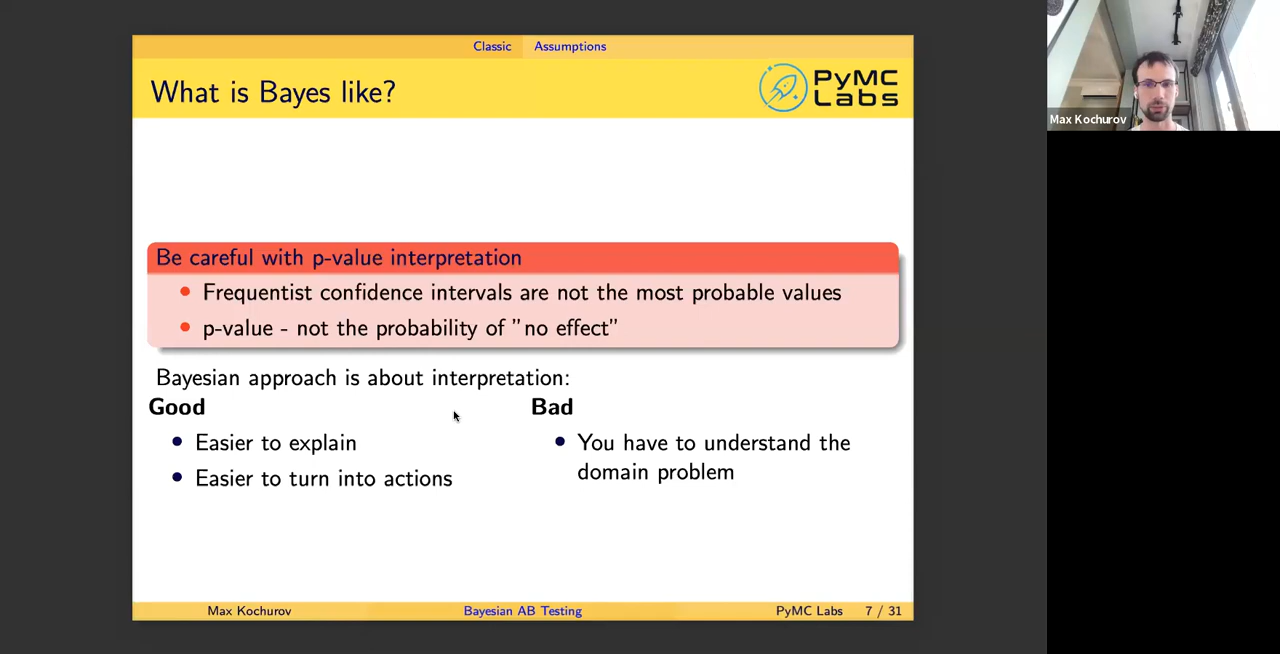 Classic Assumptions
What is Bayes like?
PyMC
Labs
Max Kochurov
Be careful with p-value interpretation
• Frequentist confidence intervals are not the most probable values
• p-value - not the probability of ”no effect”
Bayesian approach is about interpretation:
Good
• Easier to explain
• Easier to turn into actions
Bad
• You have to understand the
domain problem
Max Kochurov Bayesian AB Testing PyMC Labs 7 / 31